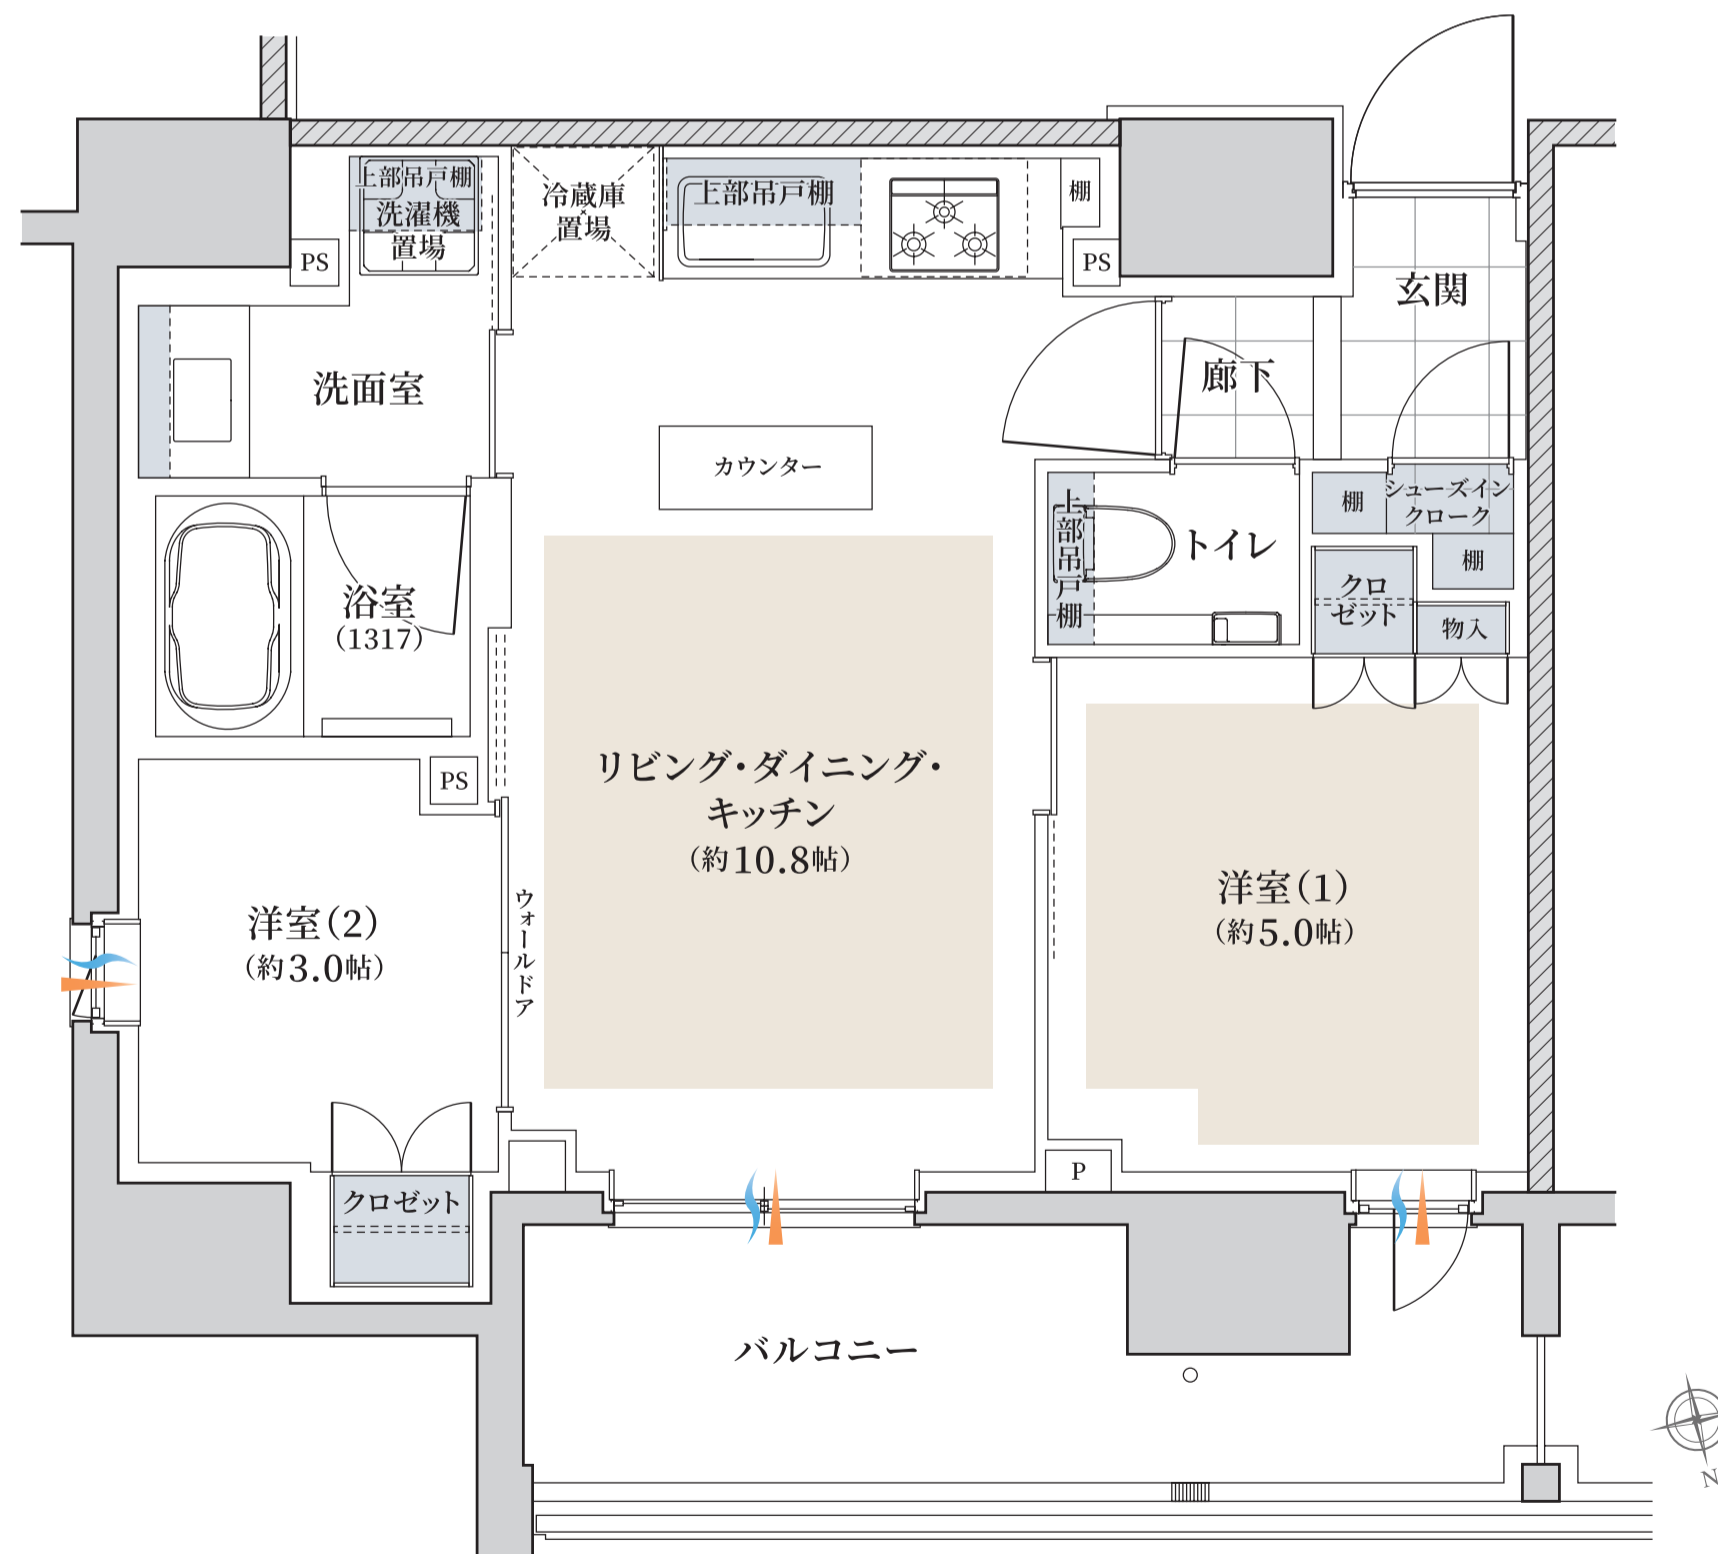 上部吊戸棚
洗濯機
置場
冷蔵庫
置場
上部吊戸棚
棚
PS
PS
玄関
洗面室
廊下
カウンター
上部吊戸棚
トイレ
棚
シューズイン
クローク
棚
クロ
ゼット
物入
浴室
(1317)
PS
リビング・ダイニング・
キッチン
(約10.8帖)
洋室(1)
(約5.0帖)
洋室(2)
(約3.0帖)
ウォールドア
P
クロゼット
バルコニー
N